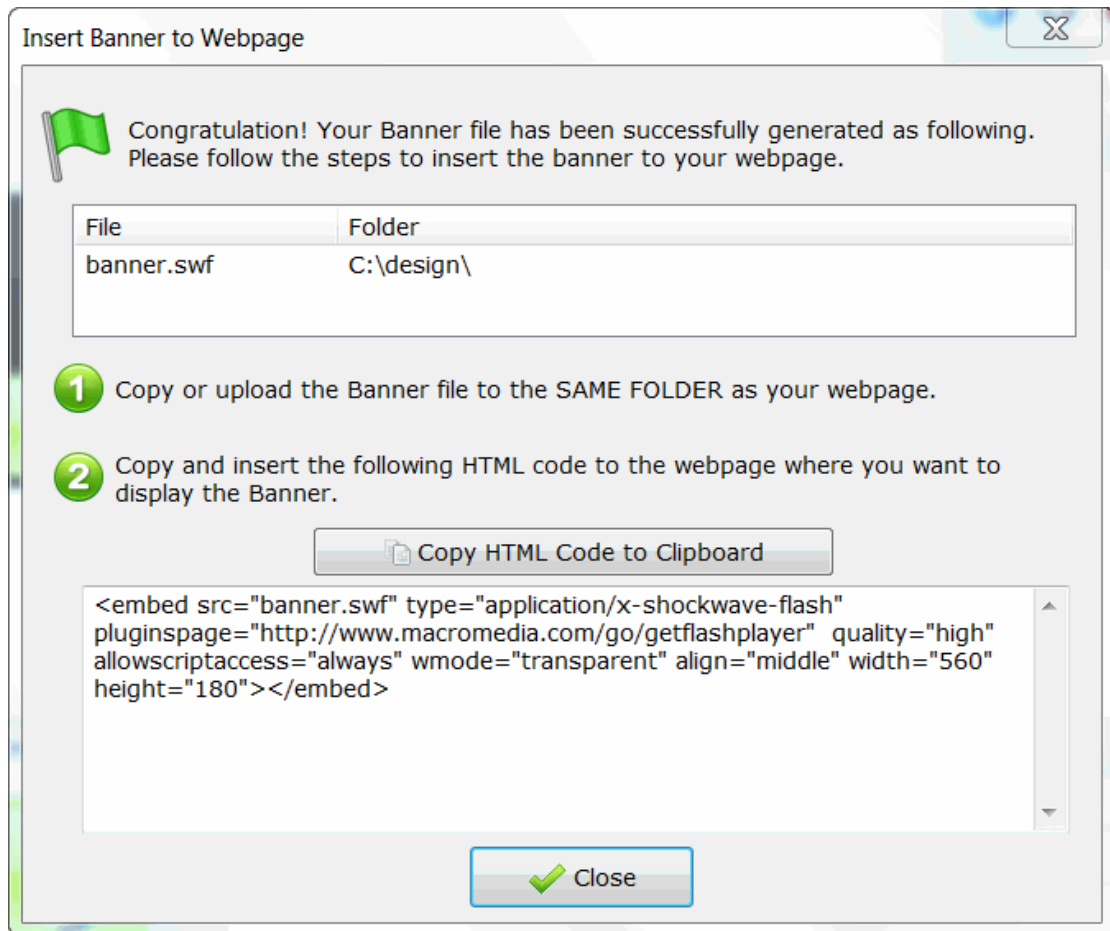 Insert Banner to Webpage
Congratulation! Your Banner file has been successfully generated as following.
Please follow the steps to insert the banner to your webpage.
File Folder
banner.swf C:\design\
1 Copy or upload the Banner file to the SAME FOLDER as your webpage.
2 Copy and insert the following HTML code to the webpage where you want to
display the Banner.
Copy HTML Code to Clipboard
<embed src="banner.swf" type="application/x-shockwave-flash"
pluginspage="http://www.macromedia.com/go/getflashplayer"  quality="high"
allowscriptaccess="always" wmode="transparent" align="middle" width="560"
height="180"></embed>
Close